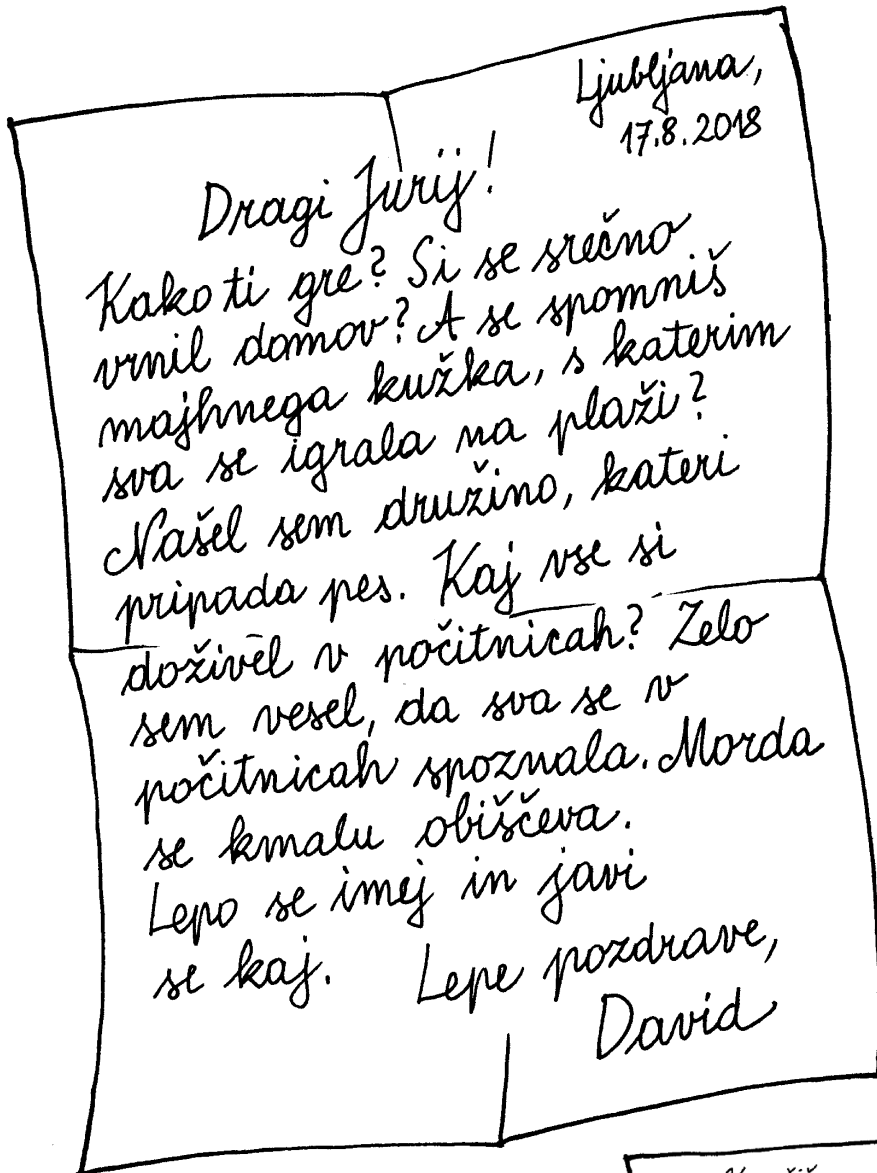 Ljubljana,
17.8.2018
Dragi Jurij!
Kako ti gre? Si se srečno
vrnil domov? A se spomniš
majhnega kužka, s katerim
sva se igrala na plaži?
Našel sem družino, kateri
pripada pes. Kaj vse si
doživel v počitnicah? Zelo
sem vesel, da sva se v
počitnicah spoznala. Morda
se kmalu obiščeva.
Lepo se imej in javi
se kaj. Lepe pozdrave,
David